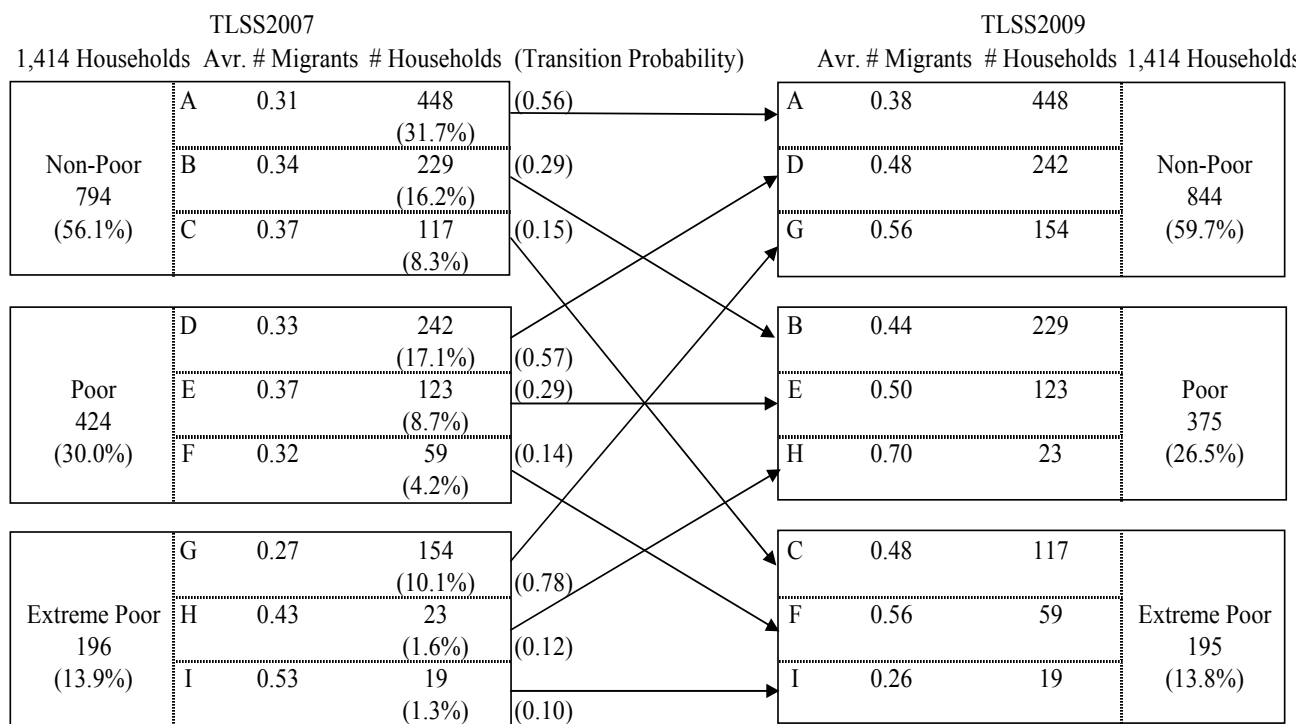 TLSS2007 TLSS2009
1,414 Households Avr. # Migrants # Households (Transition Probability) Avr. # Migrants # Households 1,414 Households
A 0.31 448 (0.56) A 0.38 448
(31.7%)
Non-Poor B 0.34 229 (0.29) D 0.48 242 Non-Poor
794 (16.2%) 844
(56.1%) C 0.37 117 (0.15) G 0.56 154 (59.7%)
(8.3%)
D 0.33 242 B 0.44 229
(17.1%) (0.57)
Poor E 0.37 123 (0.29) E 0.50 123 Poor
424 (8.7%) 375
(30.0%) F 0.32 59 (0.14) H 0.70 23 (26.5%)
(4.2%)
G 0.27 154 C 0.48 117
(10.1%) (0.78)
Extreme Poor H 0.43 23 F 0.56 59 Extreme Poor
196 (1.6%) (0.12) 195
(13.9%) I 0.53 19 I 0.26 19 (13.8%)
(1.3%) (0.10)